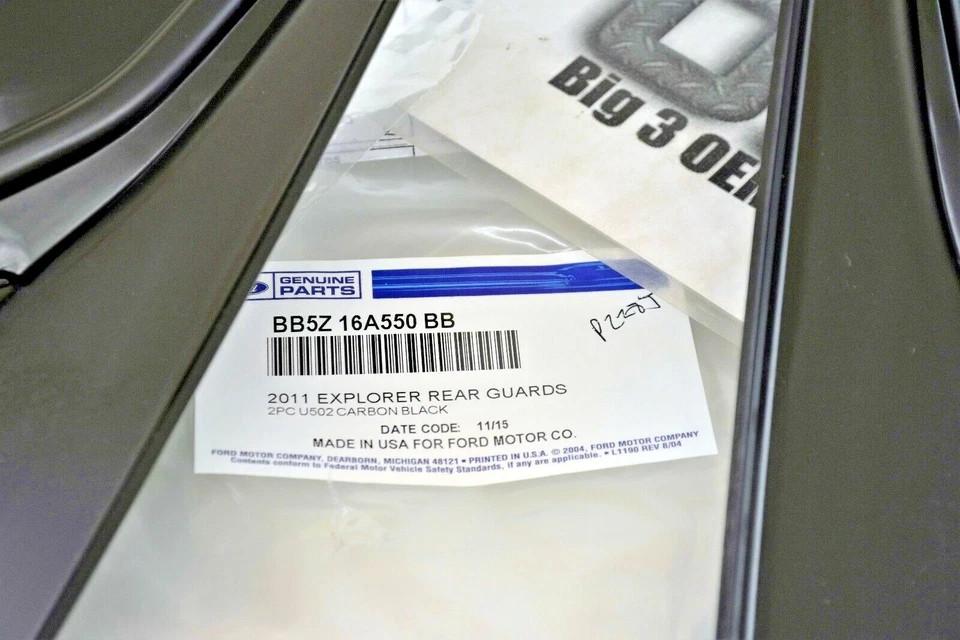 Big 3 OEM
GENUINE
PARTS
BB5Z 16A550 BB
2011 EXPLORER REAR GUARDS
2PC U502 CARBON BLACK
DATE CODE: 11/15
MADE IN USA FOR FORD MOTOR CO.
FORD MOTOR COMPANY, DEARBORN, MICHIGAN 48121 • PRINTED IN U.S.A. © 2004, FORD MOTOR COMPANY
Contents conform to Federal Motor Vehicle Safety Standards, if any are applicable. • L1190 REV 8/04